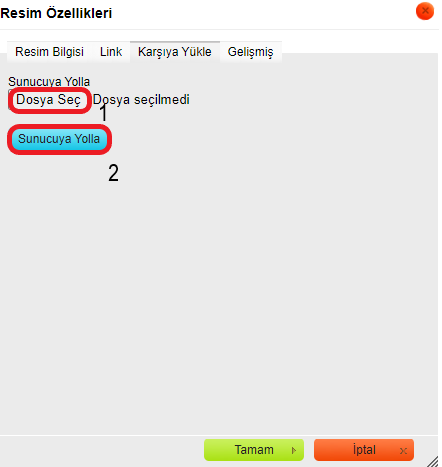 Resim Özellikleri
Resim Bilgisi Link Karşıya Yükle Gelişmiş
Sunucuya Yolla
Dosya Seç Dosya seçilmedi
1
Sunucuya Yolla
2
Tamam İptal